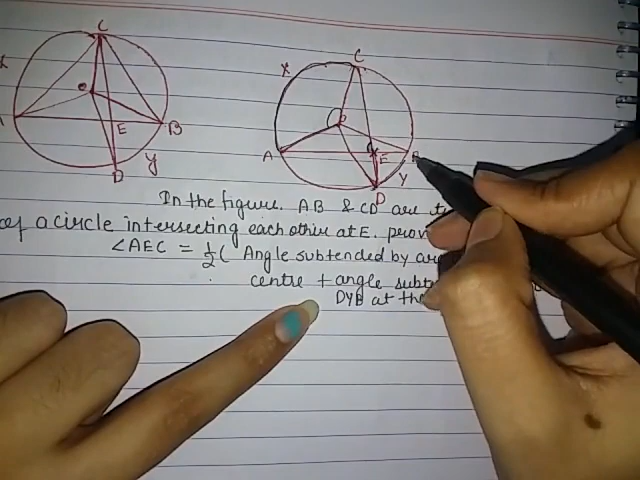 C
C
X
O
O
A
E
B
A
E
B
D
y
D
Y
In the figure. AB & CD are
of a circle intersecting each other at E.
∠AEC = 1/2 ( Angle subtended by
centre + angle
DYB at the